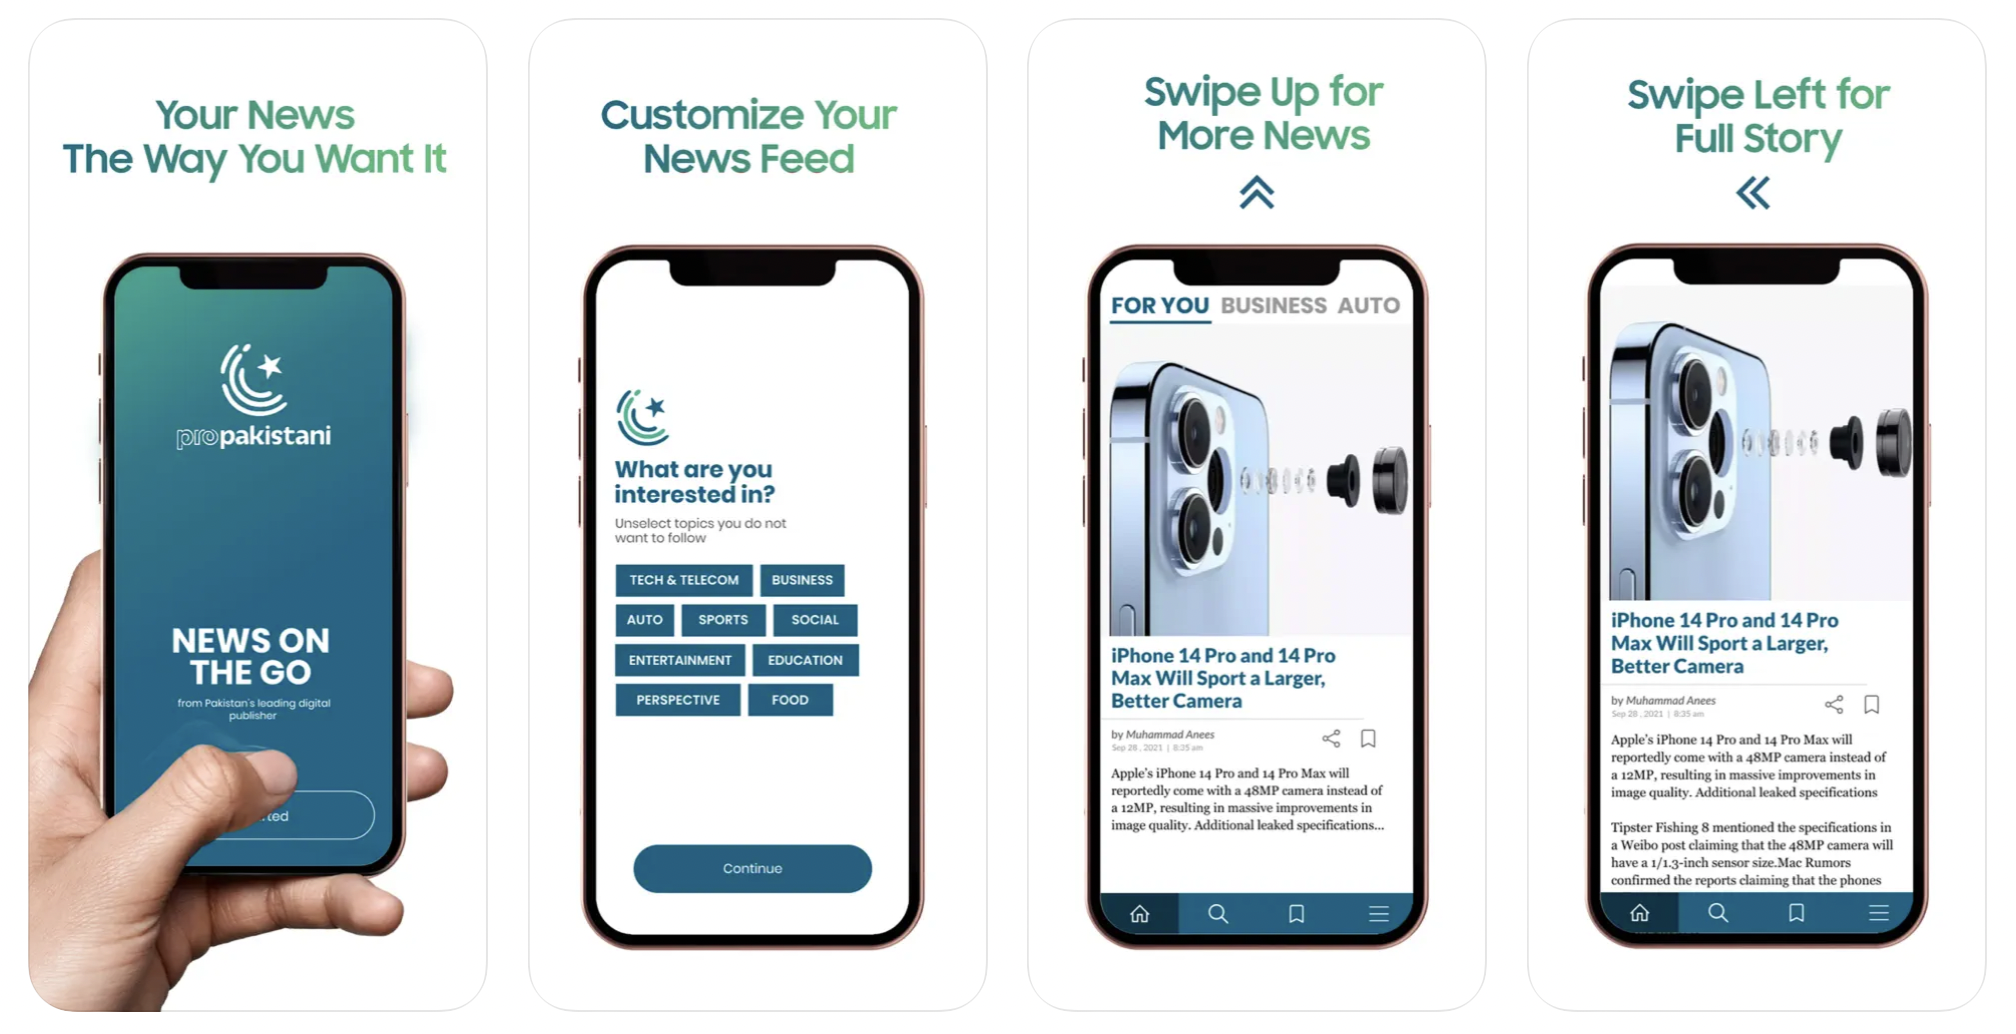 Your News
The Way You Want It
propakistani
NEWS ON
THE GO
from Pakistan's leading digital
publisher
Customize Your
News Feed
What are you
interested in?
Unselect topics you do not
want to follow
TECH & TELECOM BUSINESS
AUTO SPORTS SOCIAL
ENTERTAINMENT EDUCATION
PERSPECTIVE FOOD
Continue
Swipe Up for
More News
FOR YOU BUSINESS AUTO
iPhone 14 Pro and 14 Pro
Max Will Sport a Larger,
Better Camera
by Muhammad Anees
Sep 28, 2021 | 8:35 am
Apple's iPhone 14 Pro and 14 Pro Max will
reportedly come with a 48MP camera instead of
a 12MP, resulting in massive improvements in
image quality. Additional leaked specifications...
Swipe Left for
Full Story
iPhone 14 Pro and 14 Pro
Max Will Sport a Larger,
Better Camera
by Muhammad Anees
Sep 28, 2021 | 8:35 am
Apple's iPhone 14 Pro and 14 Pro Max will
reportedly come with a 48MP camera instead of
a 12MP, resulting in massive improvements in
image quality. Additional leaked specifications
Tipster Fishing 8 mentioned the specifications in
a Weibo post claiming that the 48MP camera will
have a 1/1.3-inch sensor size.Mac Rumors
confirmed the reports claiming that the phones